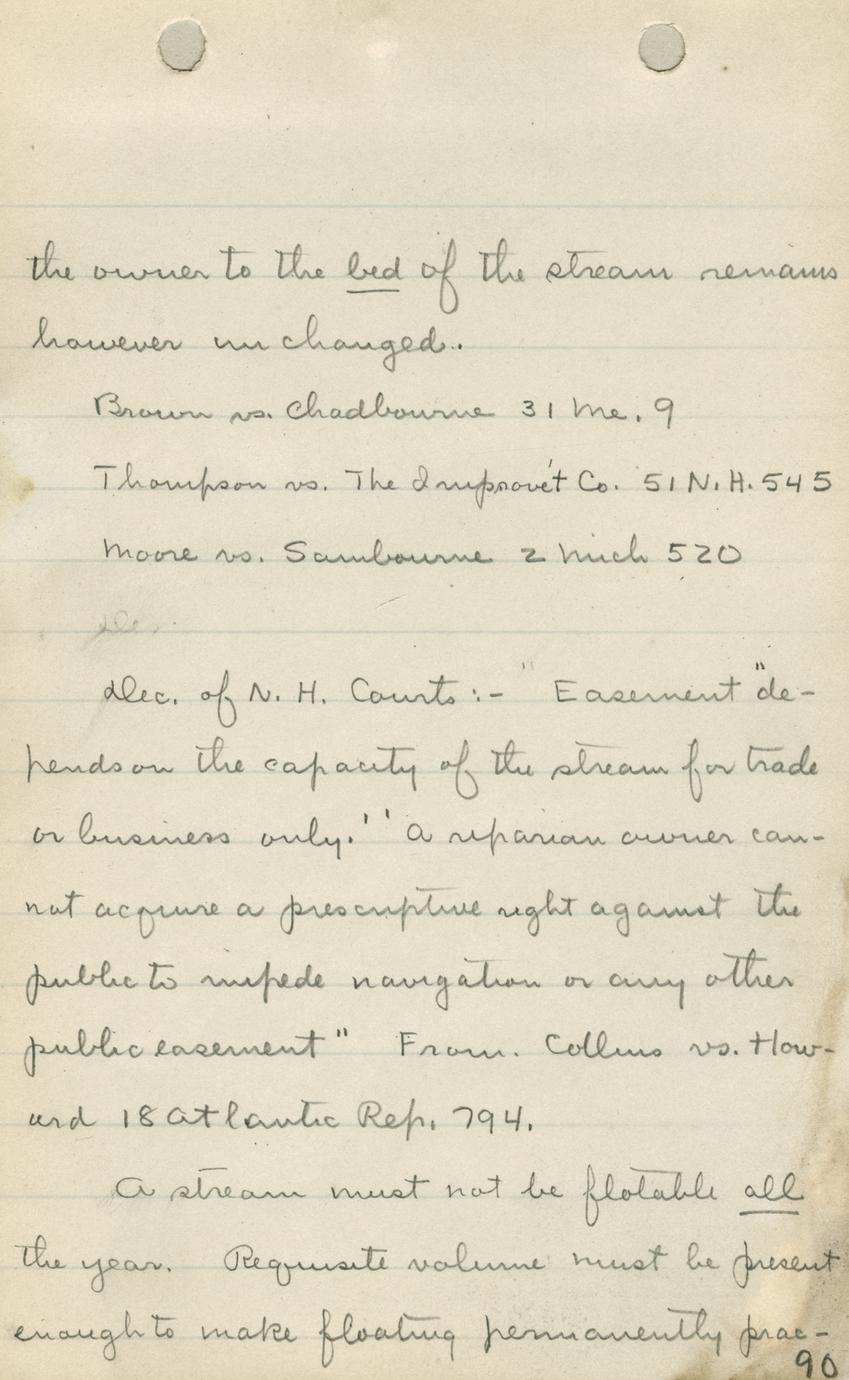 the owner to the bed of the stream remains
however unchanged.
Brown vs. Chadbourne 31 Me. 9
Thompson vs. The Improve't Co. 51 N.H. 545
Moore vs. Sambourne 2 Mich 520
Dec.
Dec. of N. H. Courts:- "Easement "de-
pends on the capacity of the stream for trade
or business only.'' A riparian owner can-
not acquire a prescriptive right against the
public to impede navigation or any other
public easement" From. Collins vs. How-
ard 18 Atlantic Rep. 794.
A stream must not be flotable all
the year. Requisite volume must be present
enough to make floating permanently prac-
90